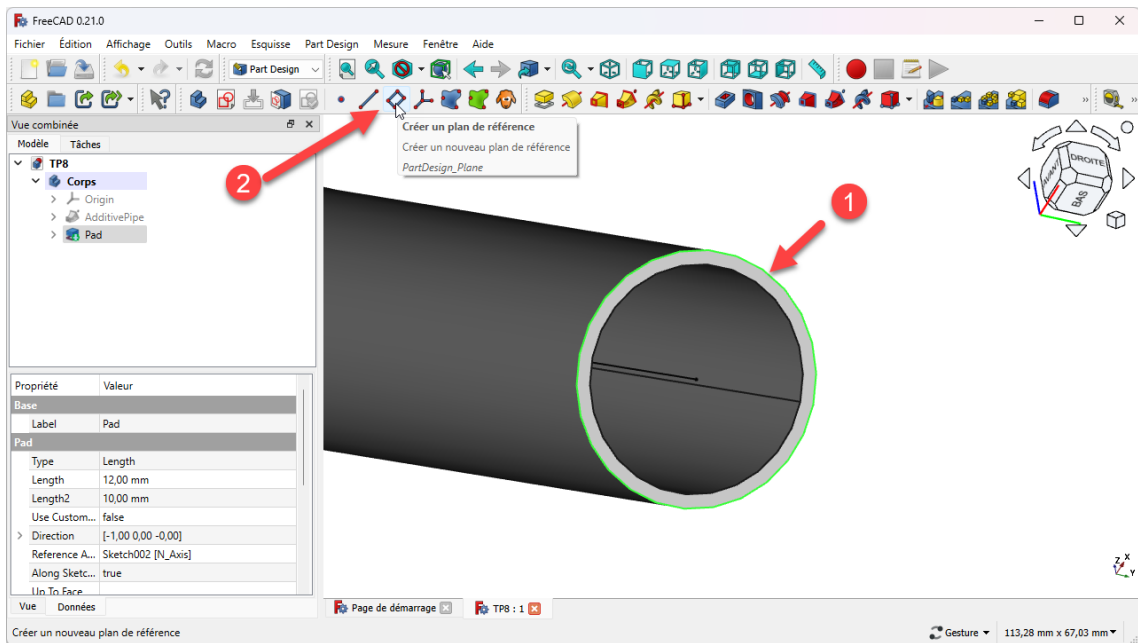 FreeCAD 0.21.0
Fichier Édition Affichage Outils Macro Esquisse Part Design Mesure Fenêtre Aide
Part Design
Vue combinée
Créer un plan de référence
Créer un nouveau plan de référence
PartDesign_Plane
Modèle Tâches
TP8
Corps
Origin
AdditivePipe
Pad
2
1
AVANT
DROITE
BAS
Propriété Valeur
Base
Label Pad
Pad
Type Length
Length 12,00 mm
Length2 10,00 mm
Use Custom... false
Direction [-1,00 0,00 -0,00]
Reference A... Sketch002 [N_Axis]
Along Sketc... true
Up To Face
Z X
Y
Vue Données
Page de démarrage
TP8 : 1
Créer un nouveau plan de référence
Gesture
113,28 mm x 67,03 mm